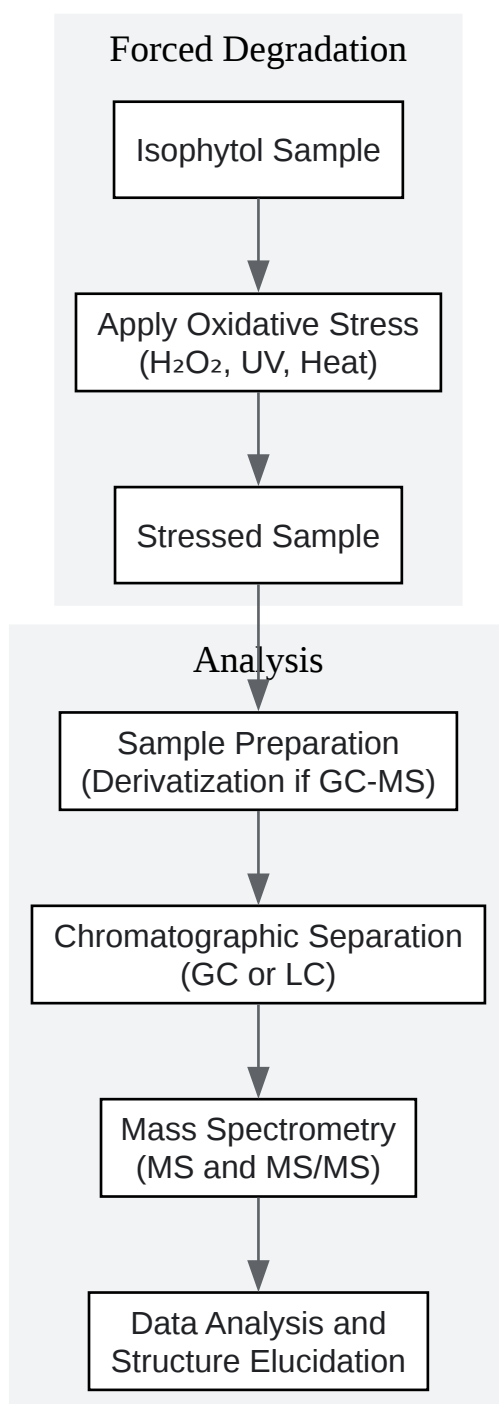 Forced Degradation
Isophytol Sample
Apply Oxidative Stress
(H₂O₂, UV, Heat)
Stressed Sample
Analysis
Sample Preparation
(Derivatization if GC-MS)
Chromatographic Separation
(GC or LC)
Mass Spectrometry
(MS and MS/MS)
Data Analysis and
Structure Elucidation